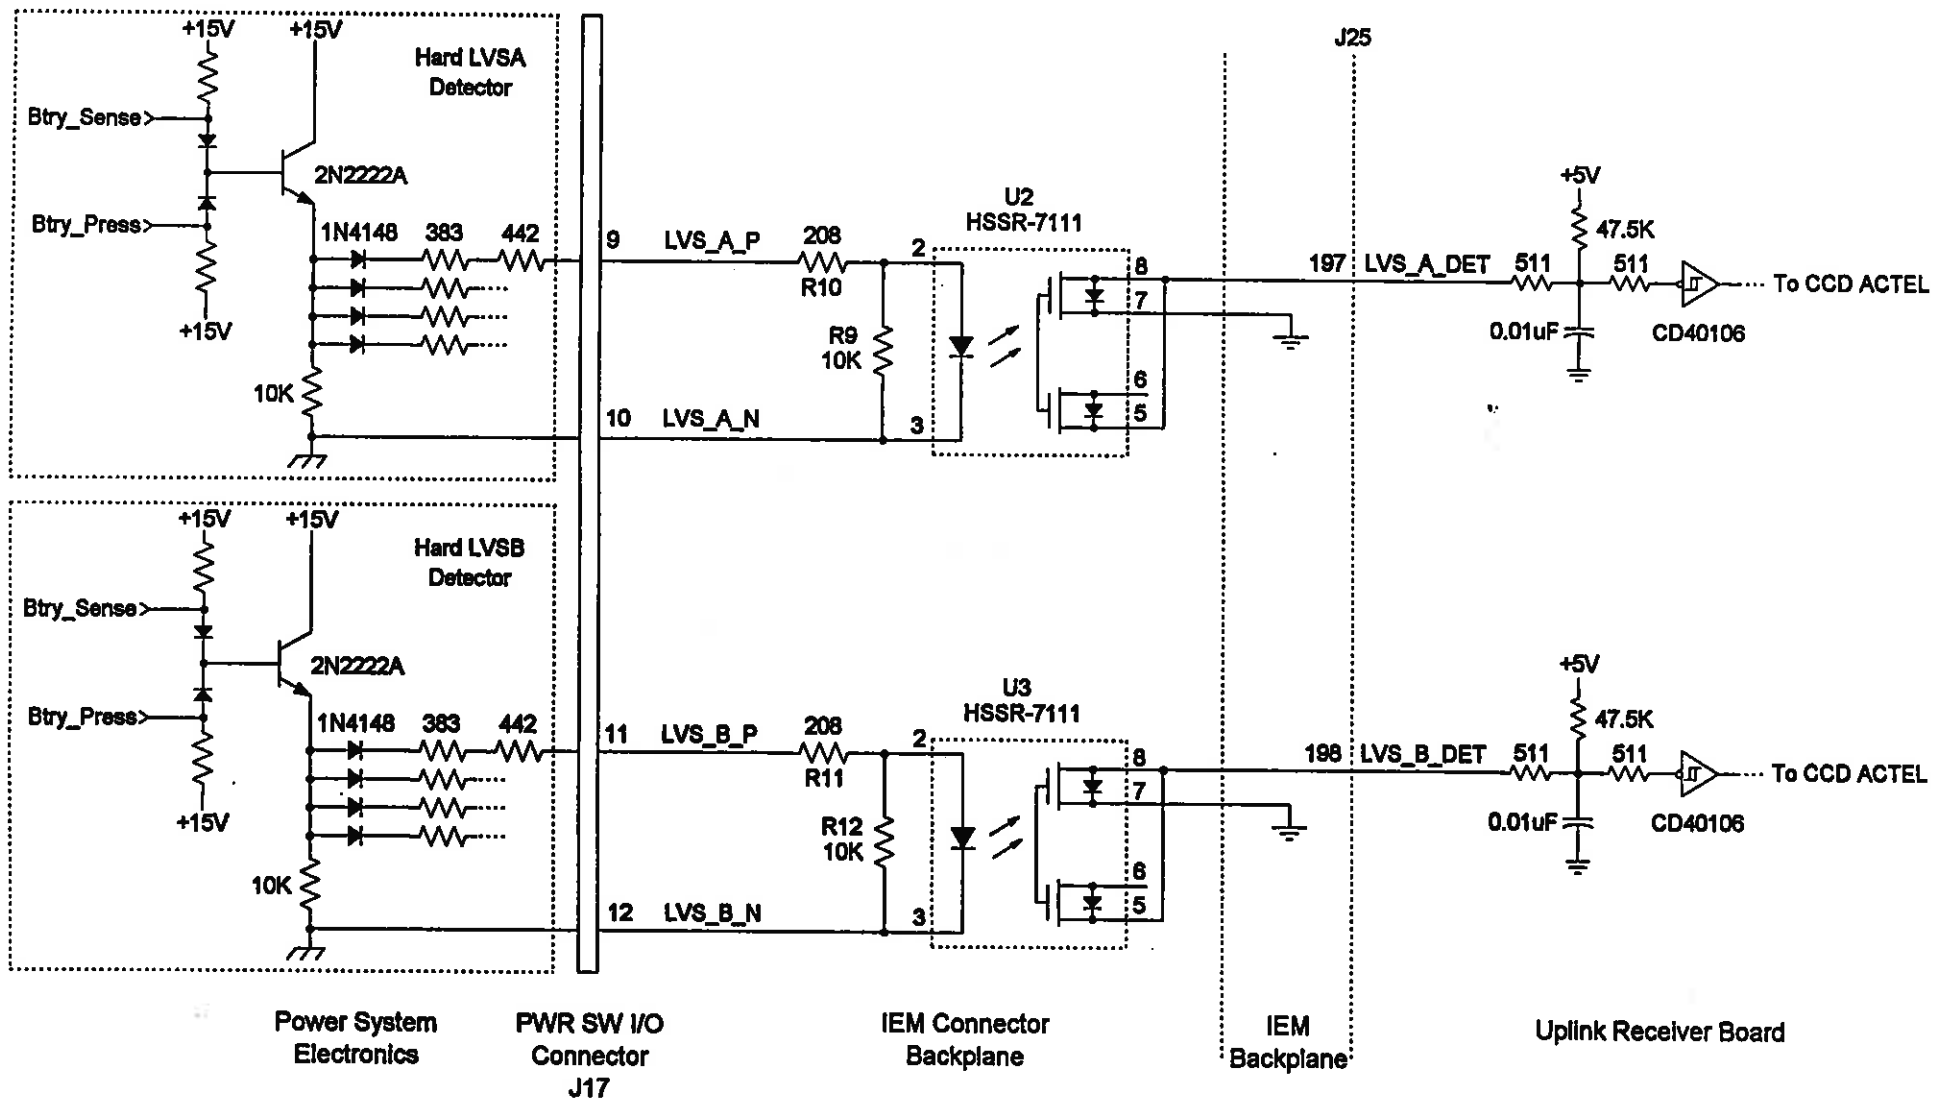 J25
+15V
+15V
Hard LVSA
Detector
Btry_Sense
2N2222A
Btry_Press
1N4148
383
442
+15V
10K
9
LVS_A_P
208
R10
R9
10K
10
LVS_A_N
U2
HSSR-7111
2
3
8
7
6
5
197
LVS_A_DET
511
+5V
47.5K
511
0.01uF
CD40106
To CCD ACTEL
+15V
+15V
Hard LVSB
Detector
Btry_Sense
2N2222A
Btry_Press
1N4148
383
442
+15V
10K
11
LVS_B_P
208
R11
R12
10K
12
LVS_B_N
U3
HSSR-7111
2
3
8
7
6
5
198
LVS_B_DET
511
+5V
47.5K
511
0.01uF
CD40106
To CCD ACTEL
Power System
Electronics
PWR SW I/O
Connector
J17
IEM Connector
Backplane
IEM
Backplane
Uplink Receiver Board